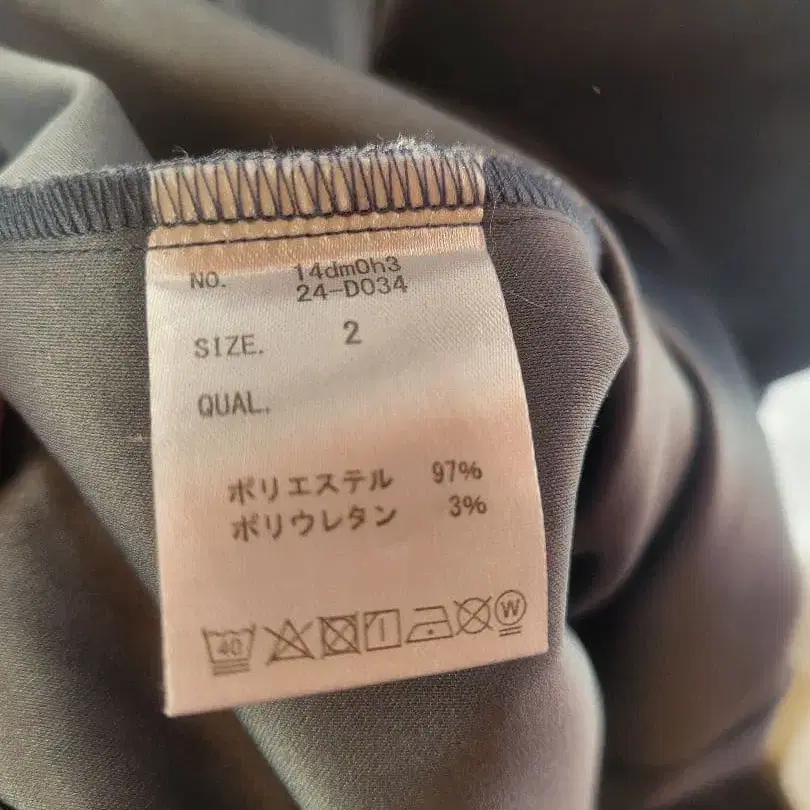 NO. 14dm0h3
24-D034
SIZE. 2
QUAL.
ポリエステル 97%
ポリウレタン 3%
40 W